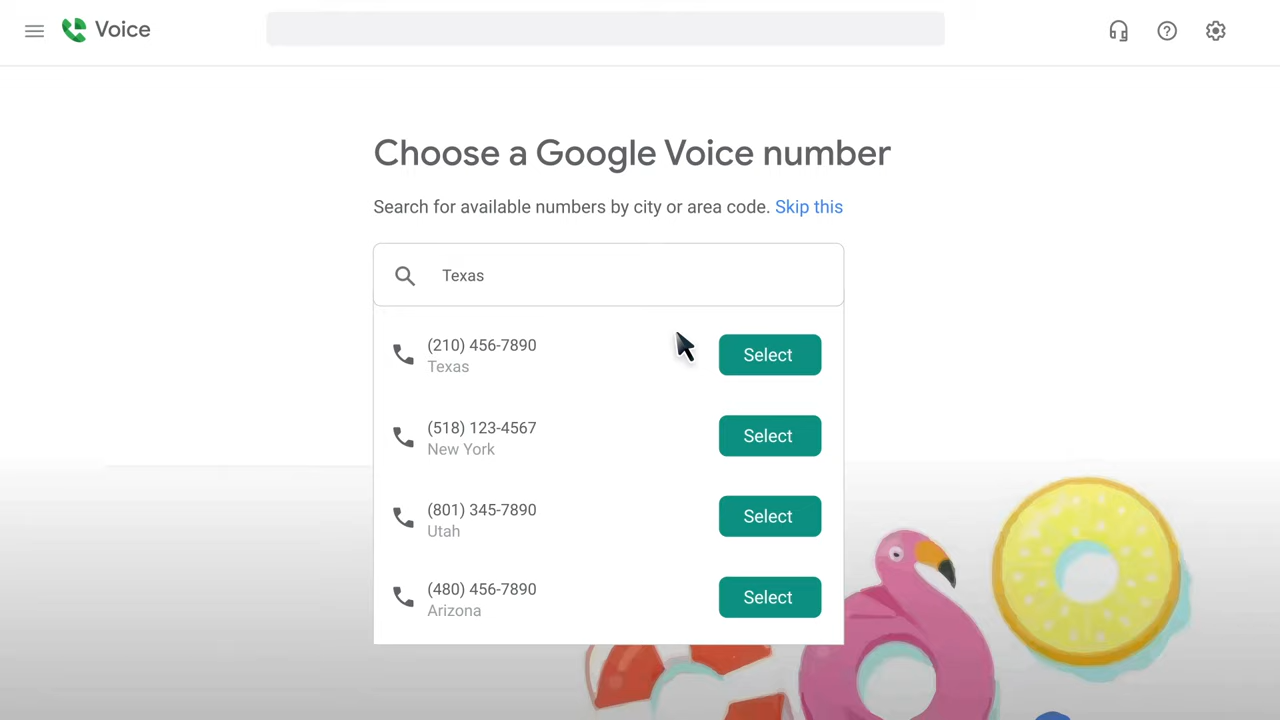 Voice
Choose a Google Voice number
Search for available numbers by city or area code. Skip this
Texas
(210) 456-7890
Texas
Select
(518) 123-4567
New York
Select
(801) 345-7890
Utah
Select
(480) 456-7890
Arizona
Select